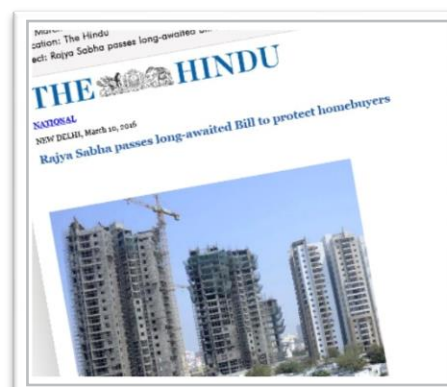 cation: The Hindu
ect: Rajya Sabha passes long-awaited
THE HINDU
NATIONAL
NEW DELHI, March 10, 2016
Rajya Sabha passes long-awaited Bill to protect homebuyers